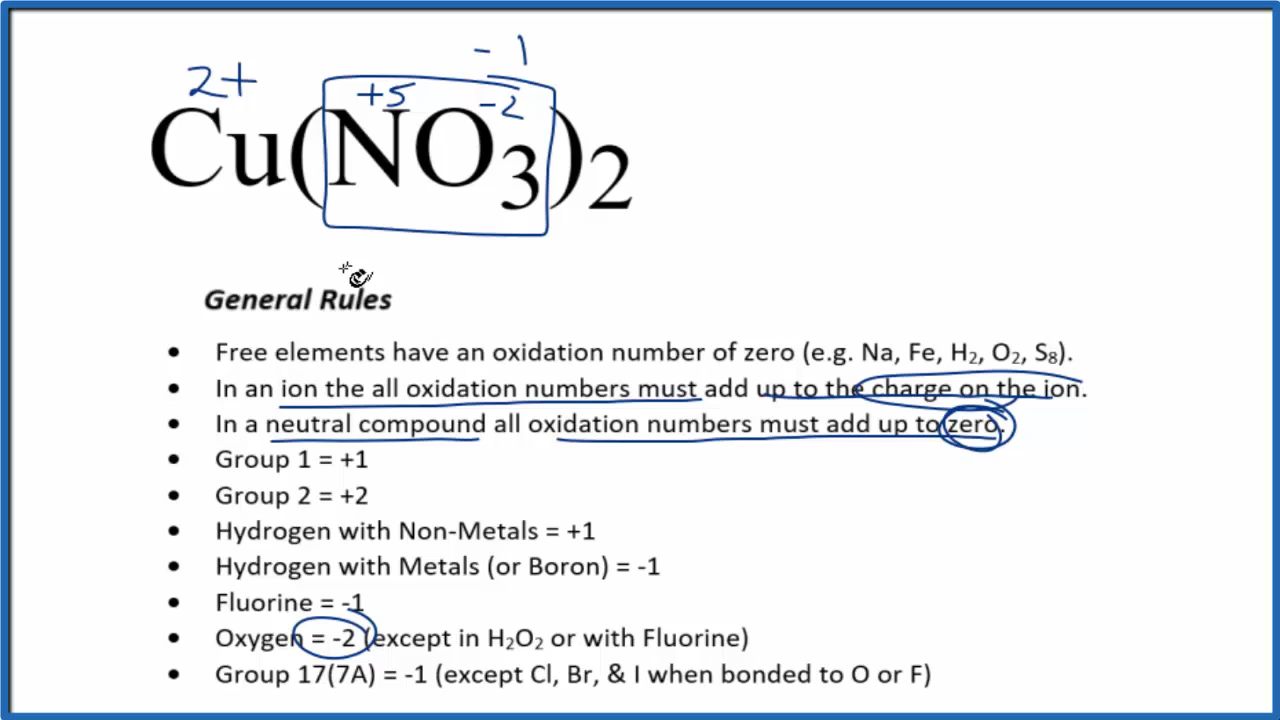 - 1
2+ +5 -2
Cu(NO₃)₂
General Rules
• Free elements have an oxidation number of zero (e.g. Na, Fe, H₂, O₂, S₈).
• In an ion the all oxidation numbers must add up to the charge on the ion.
• In a neutral compound all oxidation numbers must add up to zero.
• Group 1 = +1
• Group 2 = +2
• Hydrogen with Non-Metals = +1
• Hydrogen with Metals (or Boron) = -1
• Fluorine = -1
• Oxygen = -2 (except in H₂O₂ or with Fluorine)
• Group 17(7A) = -1 (except Cl, Br, & I when bonded to O or F)